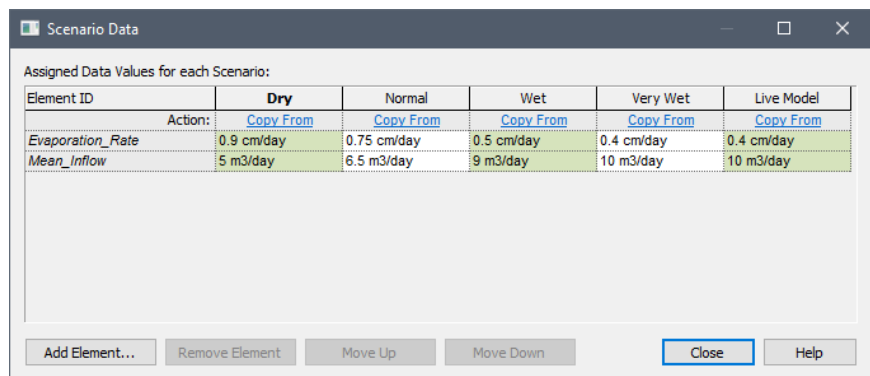 Scenario Data
Assigned Data Values for each Scenario:
Element ID Dry Normal Wet Very Wet Live Model
Action: Copy From Copy From Copy From Copy From Copy From
Evaporation_Rate 0.9 cm/day 0.75 cm/day 0.5 cm/day 0.4 cm/day 0.4 cm/day
Mean_Inflow 5 m3/day 6.5 m3/day 9 m3/day 10 m3/day 10 m3/day
Add Element... Remove Element Move Up Move Down Close Help